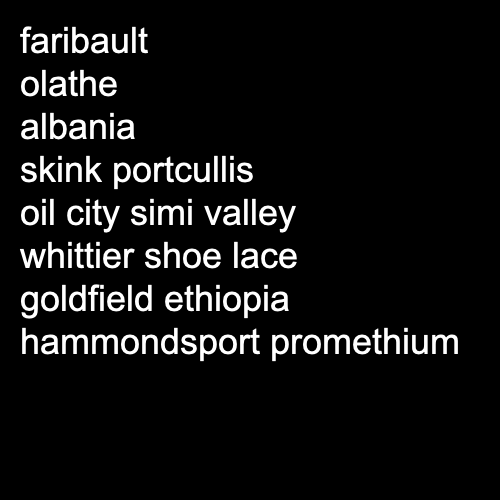 faribault
olathe
albania
skink portcullis
oil city simi valley
whittier shoe lace
goldfield ethiopia
hammondsport promethium